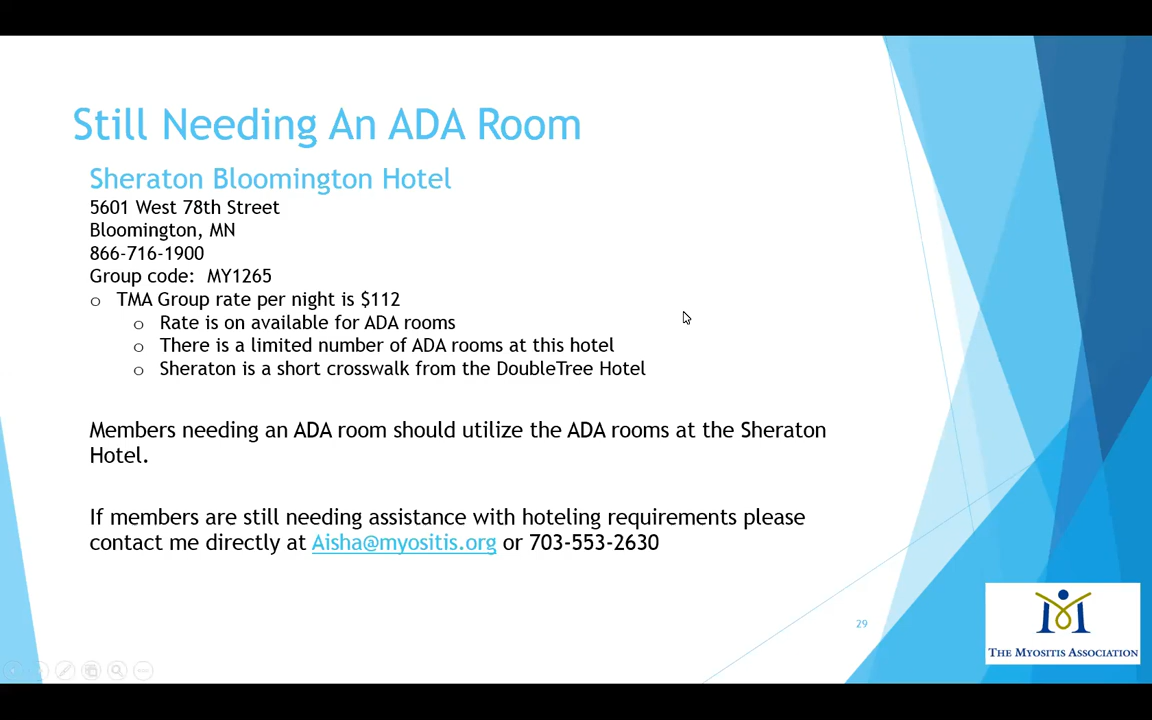 Still Needing An ADA Room
Sheraton Bloomington Hotel
5601 West 78th Street
Bloomington, MN
866-716-1900
Group code:  MY1265
o TMA Group rate per night is $112
o Rate is on available for ADA rooms
o There is a limited number of ADA rooms at this hotel
o Sheraton is a short crosswalk from the DoubleTree Hotel
Members needing an ADA room should utilize the ADA rooms at the Sheraton
Hotel.
If members are still needing assistance with hoteling requirements please
contact me directly at Aisha@myositis.org or 703-553-2630
29
THE MYOSITIS ASSOCIATION